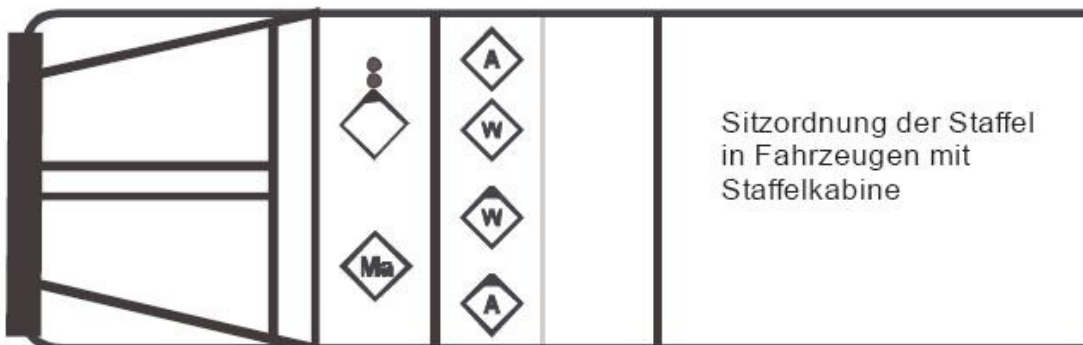 A
W
Sitzordnung der Staffel
in Fahrzeugen mit
Staffelkabine
W
Ma
A